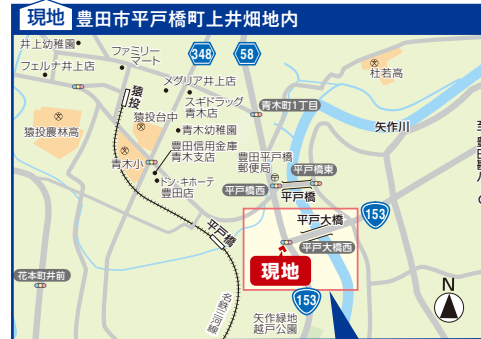 現地 豊田市平戸橋町上井畑地内
井上幼稚園
ファミリー
マート
フェルナ井上店
348
58
メグリア井上店
杜若高
猿投
スギドラッグ
青木店
猿投台中
青木町1丁目
猿投農林高
青木幼稚園
矢作川
豊田信用金庫
青木支店
青木小
豊田平戸橋
郵便局
ドン・キホーテ
豊田店
平戸橋東
平戸橋西
平戸橋
平戸橋
平戸大橋
153
平戸大橋西
現地
花本町井前
名鉄三河線
153
矢作緑地
越戸公園
N